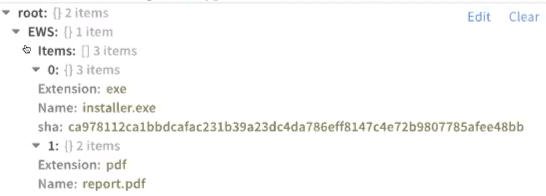 root: {} 2 items
Edit Clear
EWS: {} 1 item
Items: [] 3 items
0: {} 3 items
Extension: exe
Name: installer.exe
sha: ca978112ca1bbdcafac231b39a23dc4da786eff8147c4e72b9807785afee48bb
1: {} 2 items
Extension: pdf
Name: report.pdf